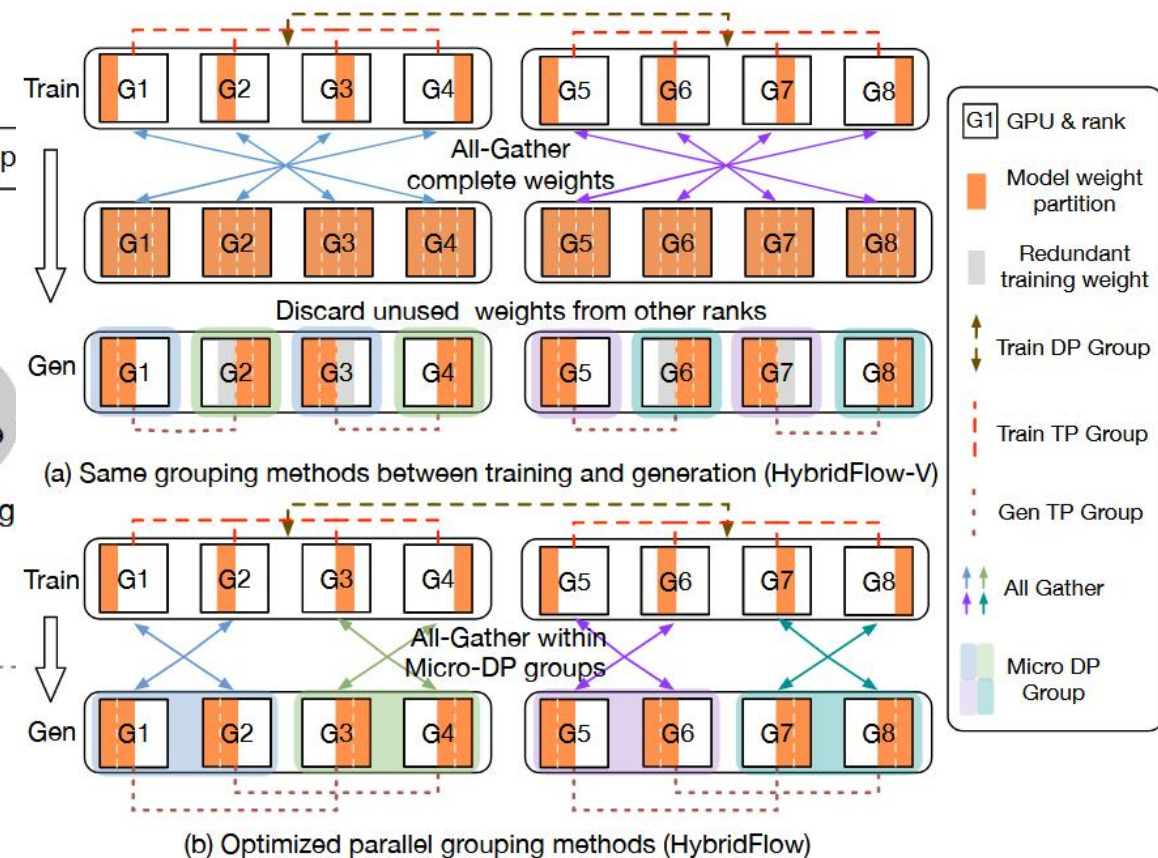 p
g
Train
G1 G2 G3 G4 G5 G6 G7 G8
All-Gather
complete weights
G1 G2 G3 G4 G5 G6 G7 G8
Discard unused weights from other ranks
Gen
G1 G2 G3 G4 G5 G6 G7 G8
(a) Same grouping methods between training and generation (HybridFlow-V)
Train
G1 G2 G3 G4 G5 G6 G7 G8
All-Gather within
Micro-DP groups
Gen
G1 G2 G3 G4 G5 G6 G7 G8
(b) Optimized parallel grouping methods (HybridFlow)
G1 GPU & rank
Model weight
partition
Redundant
training weight
Train DP Group
Train TP Group
Gen TP Group
All Gather
Micro DP
Group